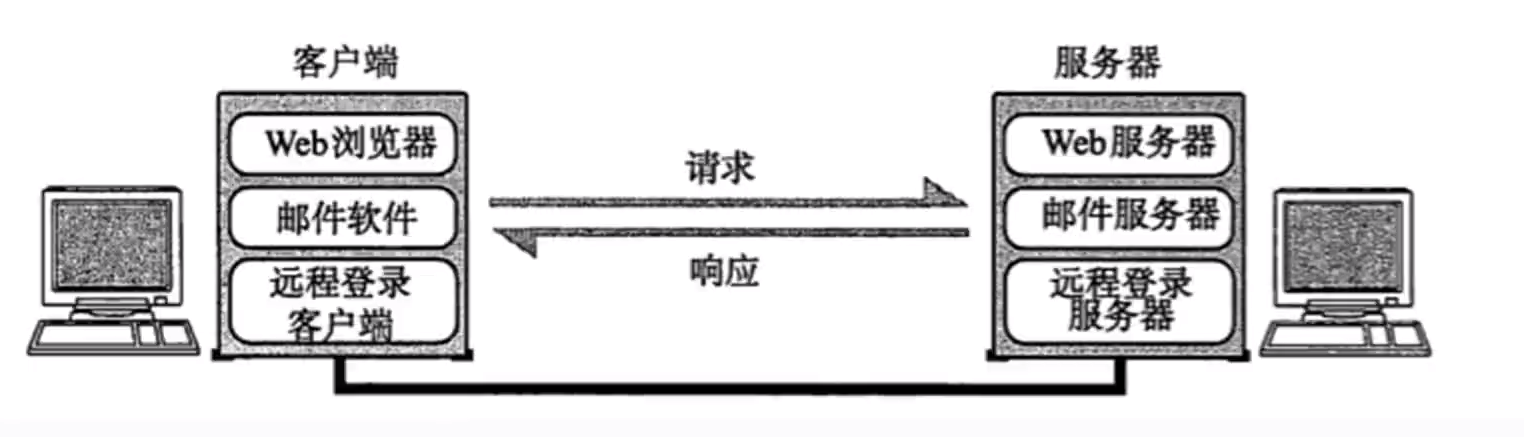 客户端
服务器
Web浏览器
邮件软件
远程登录
客户端
请求
响应
Web服务器
邮件服务器
远程登录
服务器